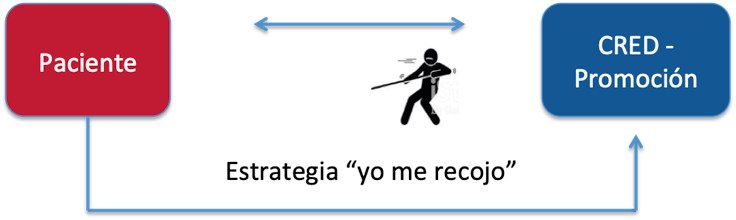 Paciente
CRED -
Promoción
Estrategia “yo me recojo”